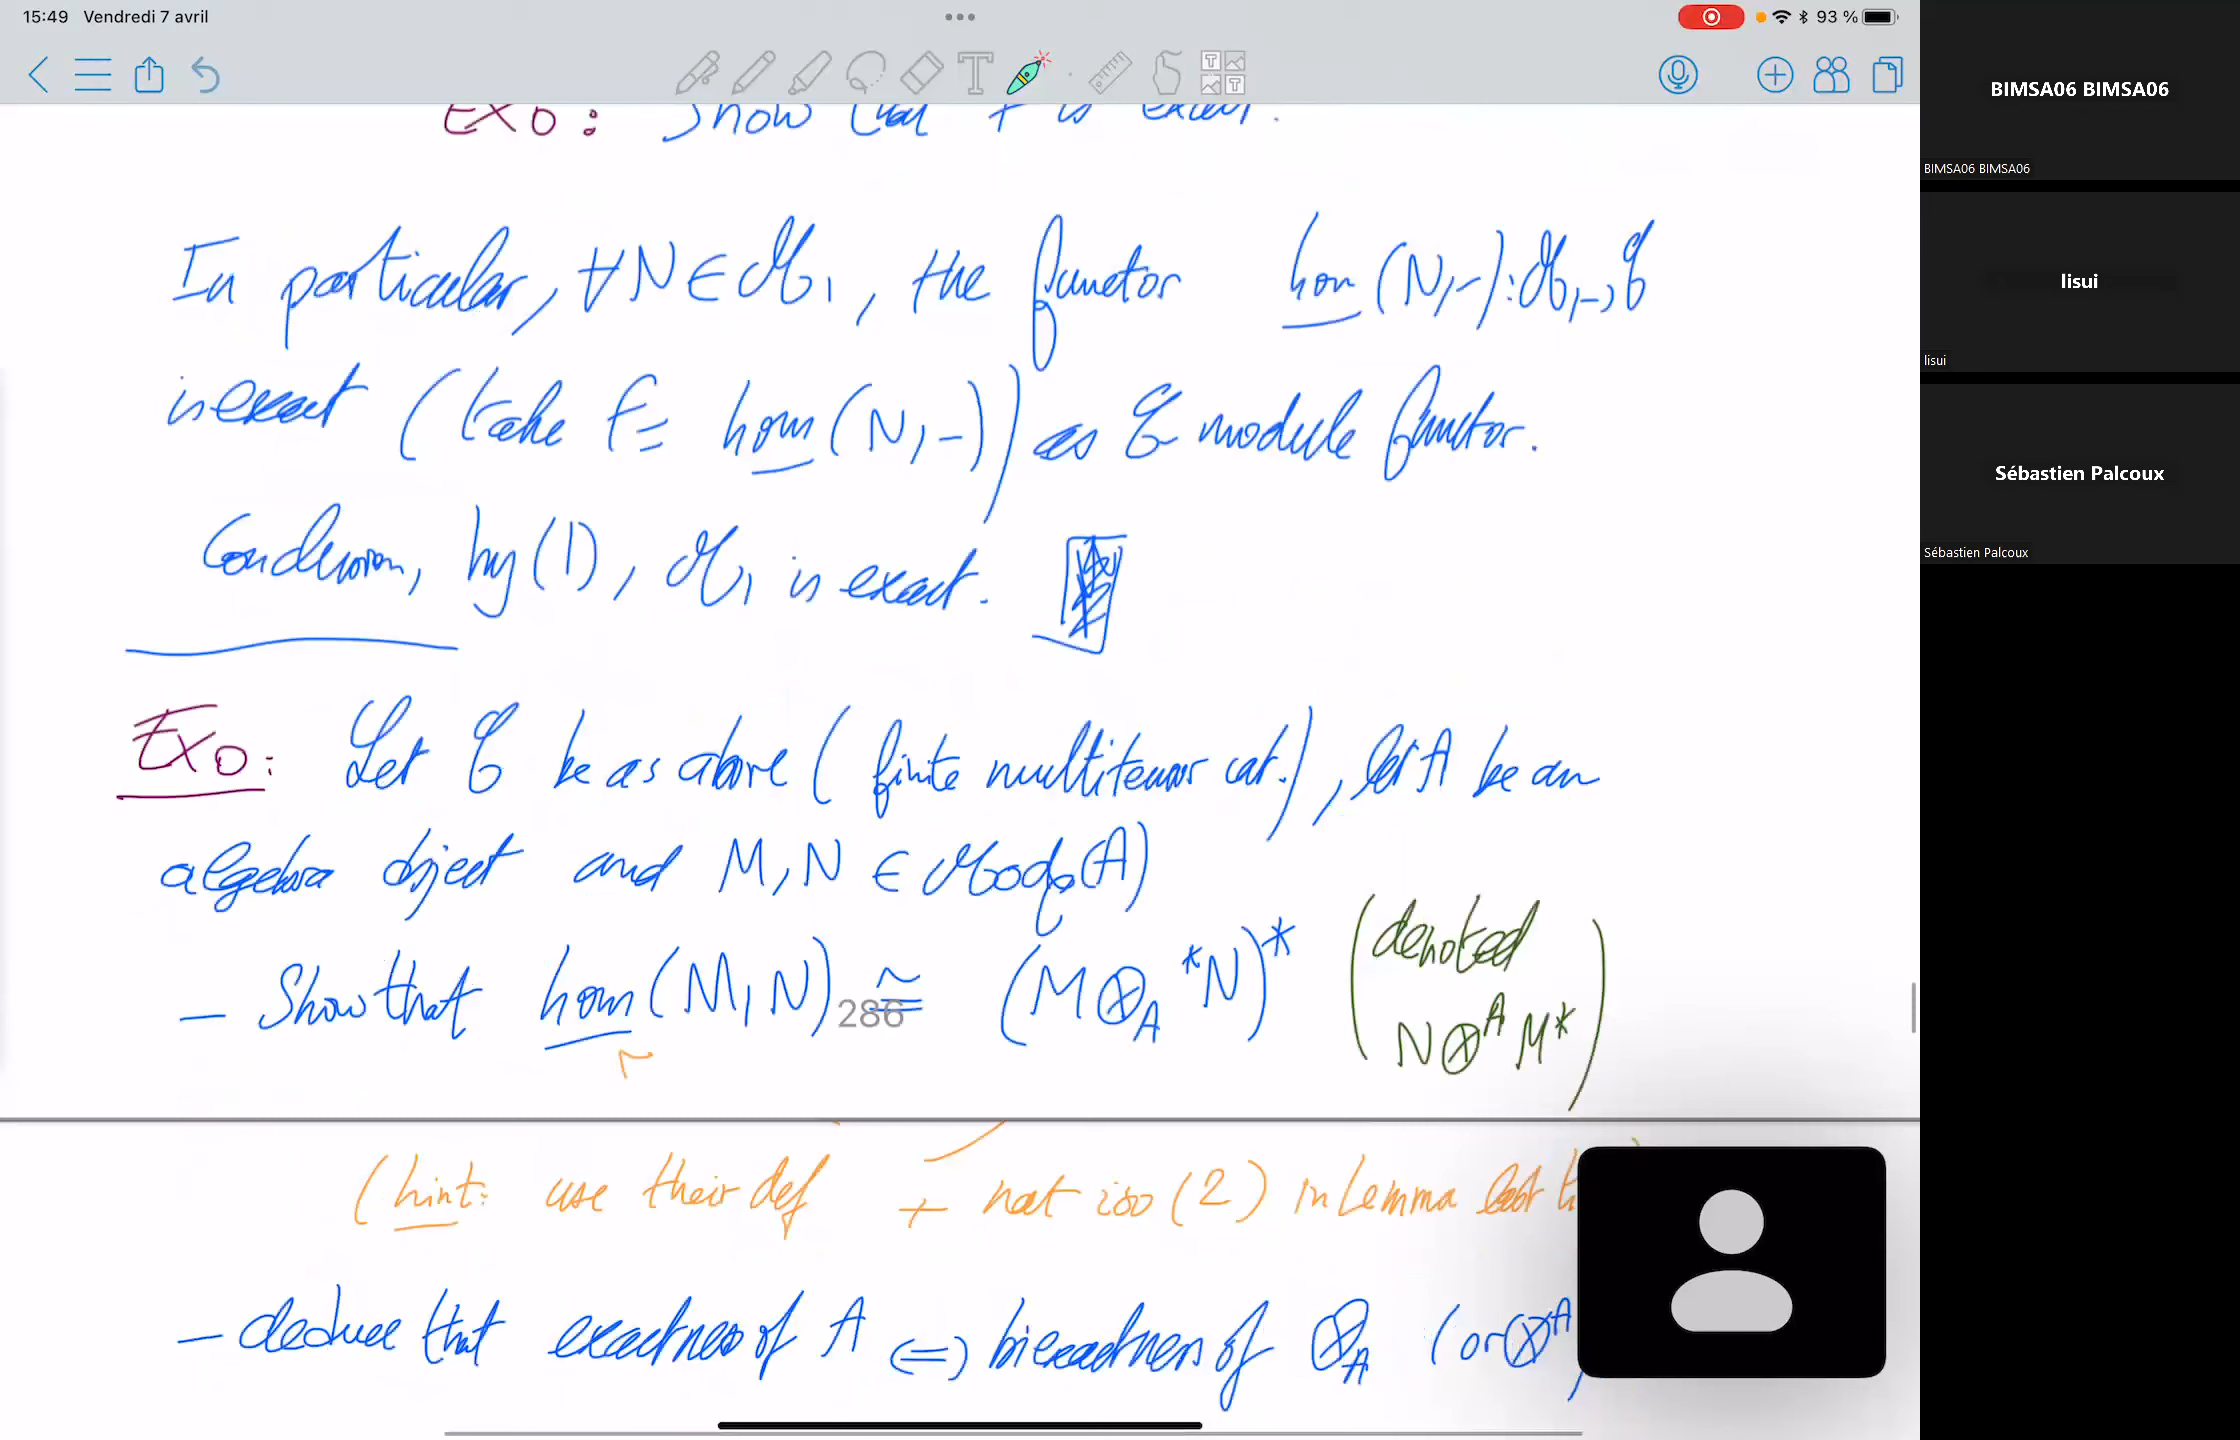 15:49 Vendredi 7 avril
93 %
Exo: Show that F is exact.
In particular, ∀N∈ℳ₁, the functor hom(N,-):ℳ₁→𝒞
is exact (take F= hom(N,-)) as 𝒞-module functor.
Conclusion, by (1), ℳ₁ is exact.
Exo: Let 𝒞 be as above (finite multitensor cat.), let A be an
algebra object and M,N ∈ Mod_𝒞(A)
- Show that hom(M,N) ≅ (M⊗_A *N)* (denoted
N⊗^A M*)
286
(hint: use their def + nat iso (2) in Lemma last
- deduce that exactness of A ⟺ biexactness of ⊗_A (or ⊗^A
BIMSA06 BIMSA06
BIMSA06 BIMSA06
lisui
lisui
Sébastien Palcoux
Sébastien Palcoux